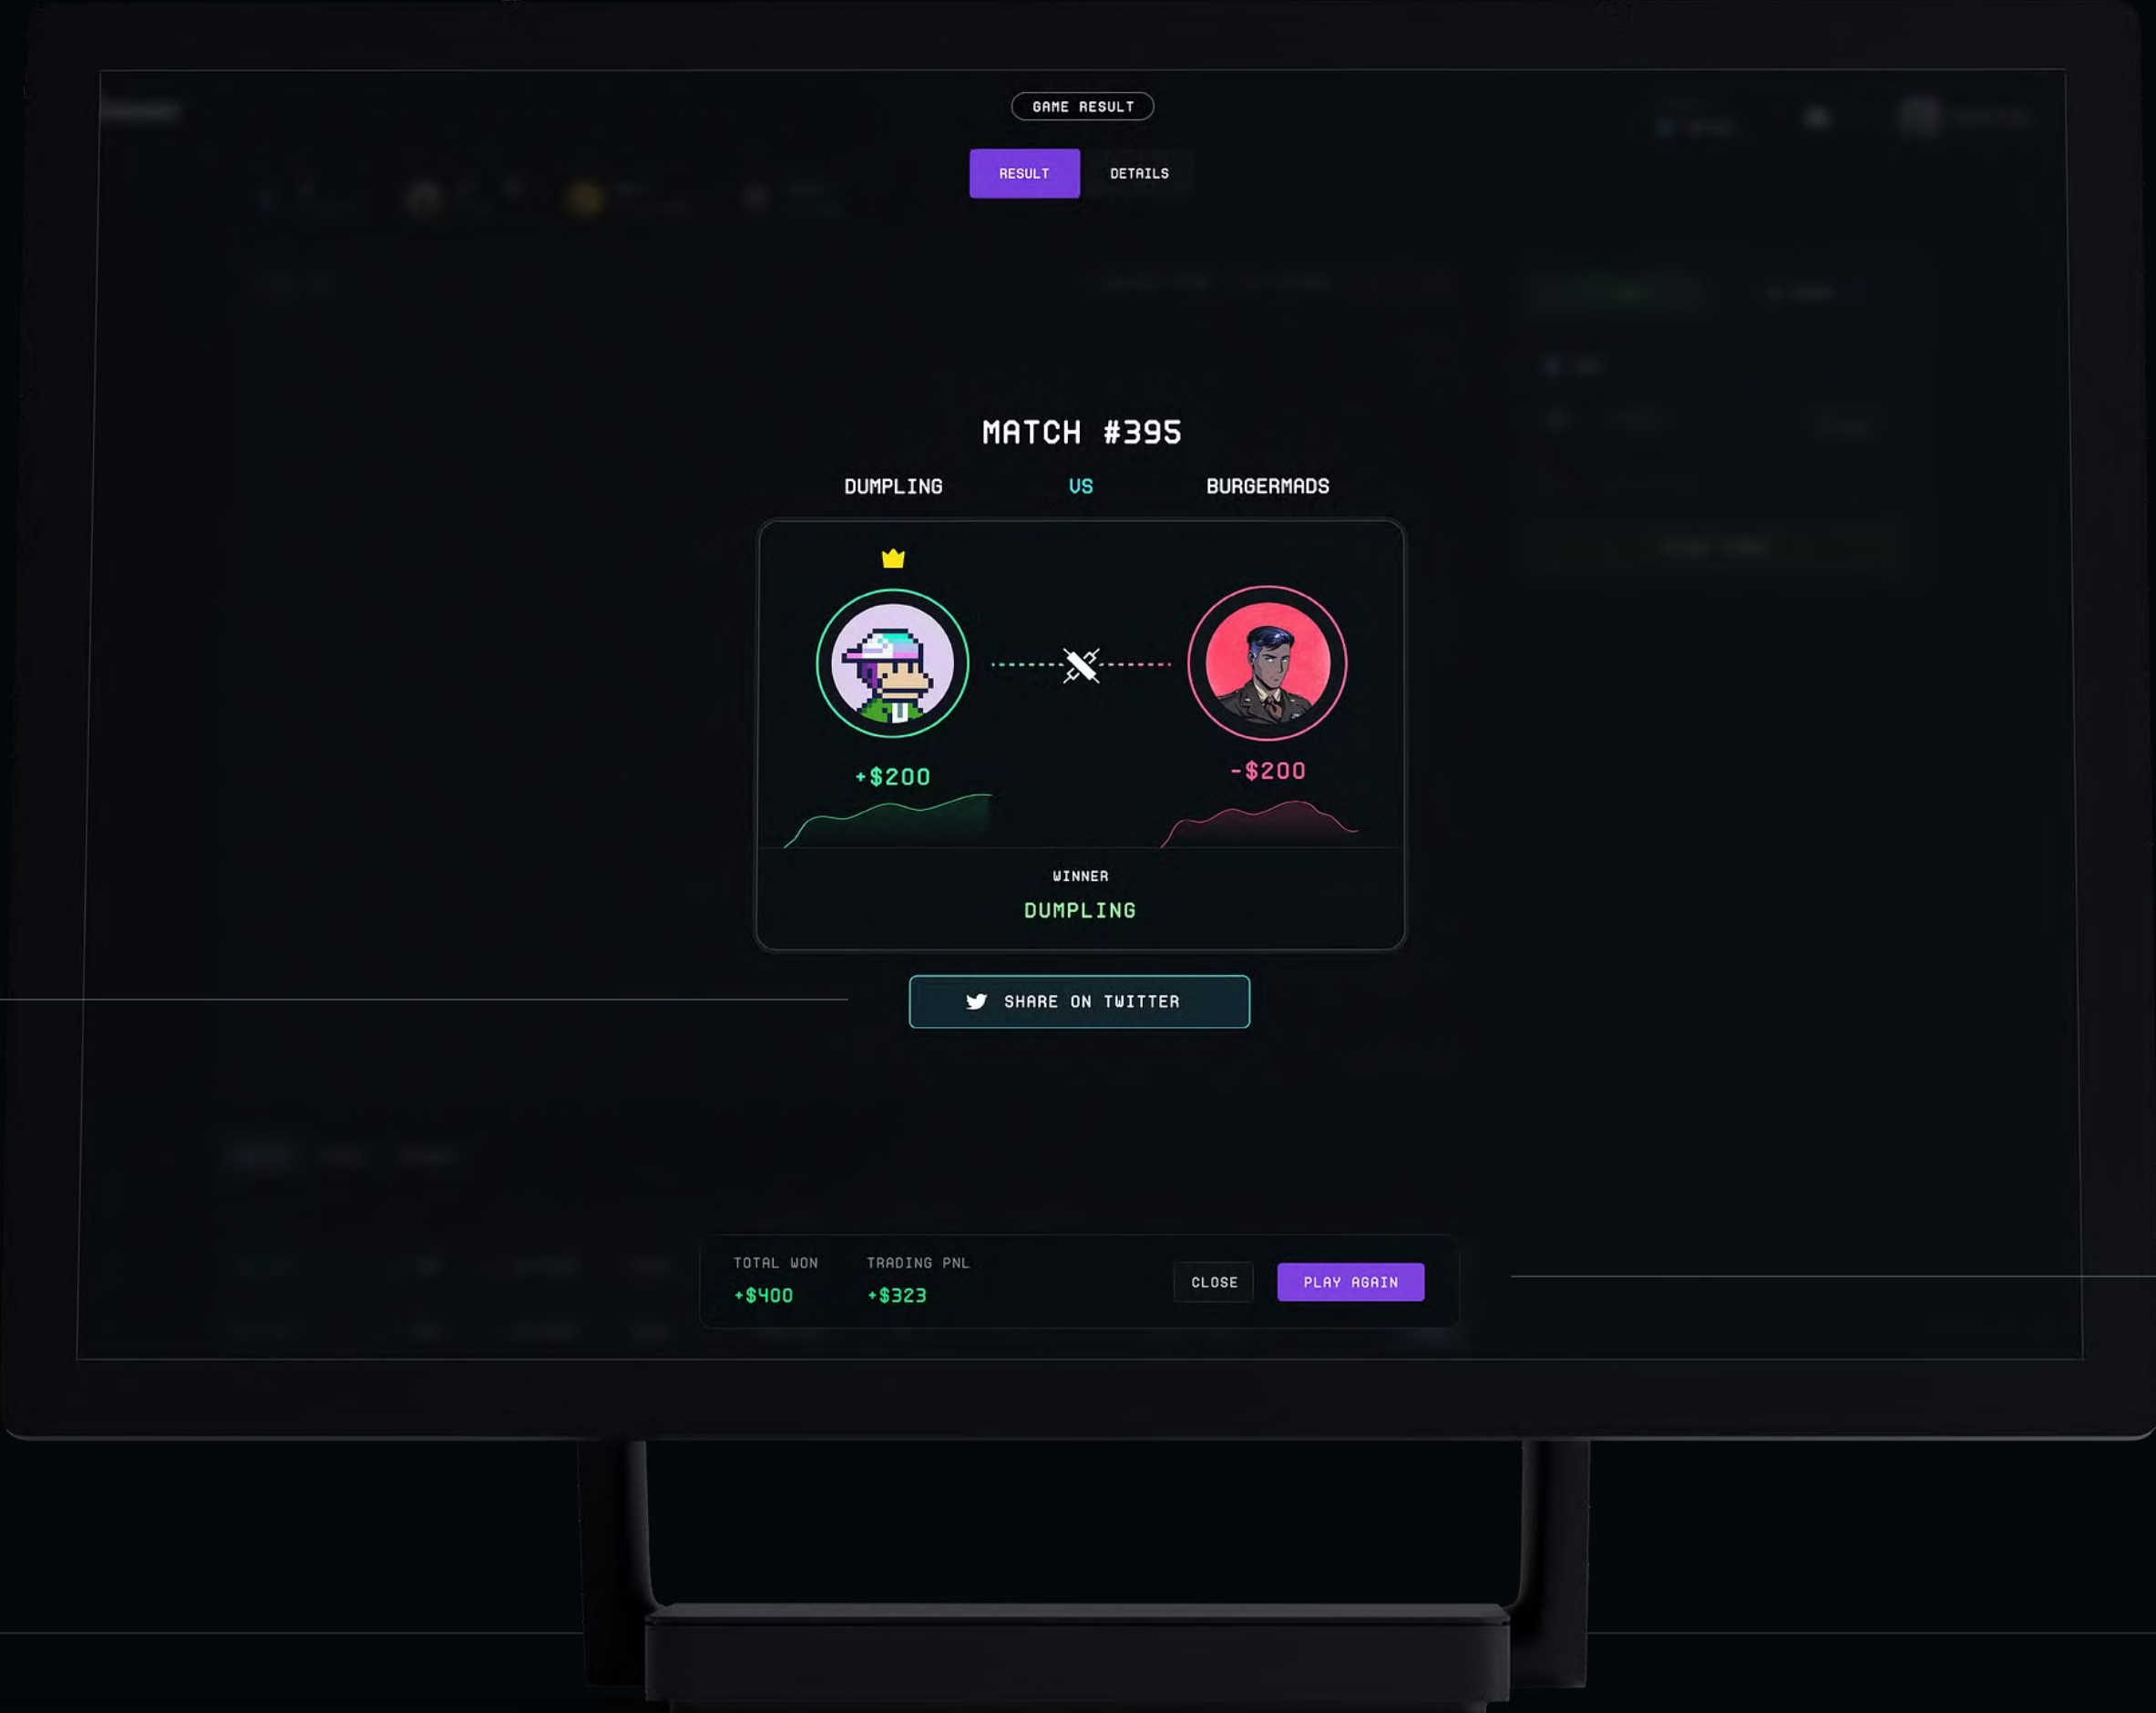 GAME RESULT
RESULT DETAILS
MATCH #395
DUMPLING VS BURGERMADS
+$200 -$200
WINNER
DUMPLING
SHARE ON TWITTER
TOTAL WON TRADING PNL
+$400 +$323
CLOSE PLAY AGAIN